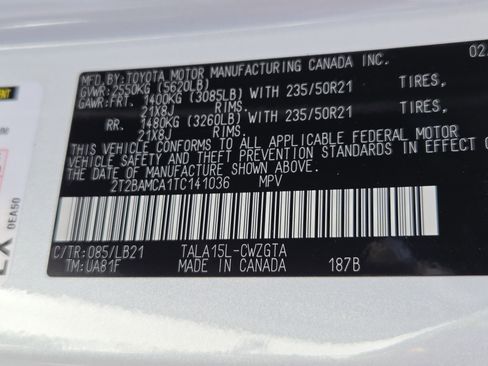 MFD.BY:TOYOTA MOTOR MANUFACTURING CANADA INC. 02.
GVWR:2550KG (5620LB)
GAWR:FRT. 1400KG (3085LB) WITH 235/50R21 TIRES,
21X8J RIMS.
RR. 1480KG (3260LB) WITH 235/50R21 TIRES,
21X8J RIMS.
THIS VEHICLE CONFORMS TO ALL APPLICABLE FEDERAL MOTOR
VEHICLE SAFETY AND THEFT PREVENTION STANDARDS IN EFFECT O
THE DATE OF MANUFACTURE SHOWN ABOVE.
2T2BAMCA1TC141036 MPV
C/TR:085/LB21 TALA15L-CWZGTA
TM:UA81F MADE IN CANADA 187B
0EA50